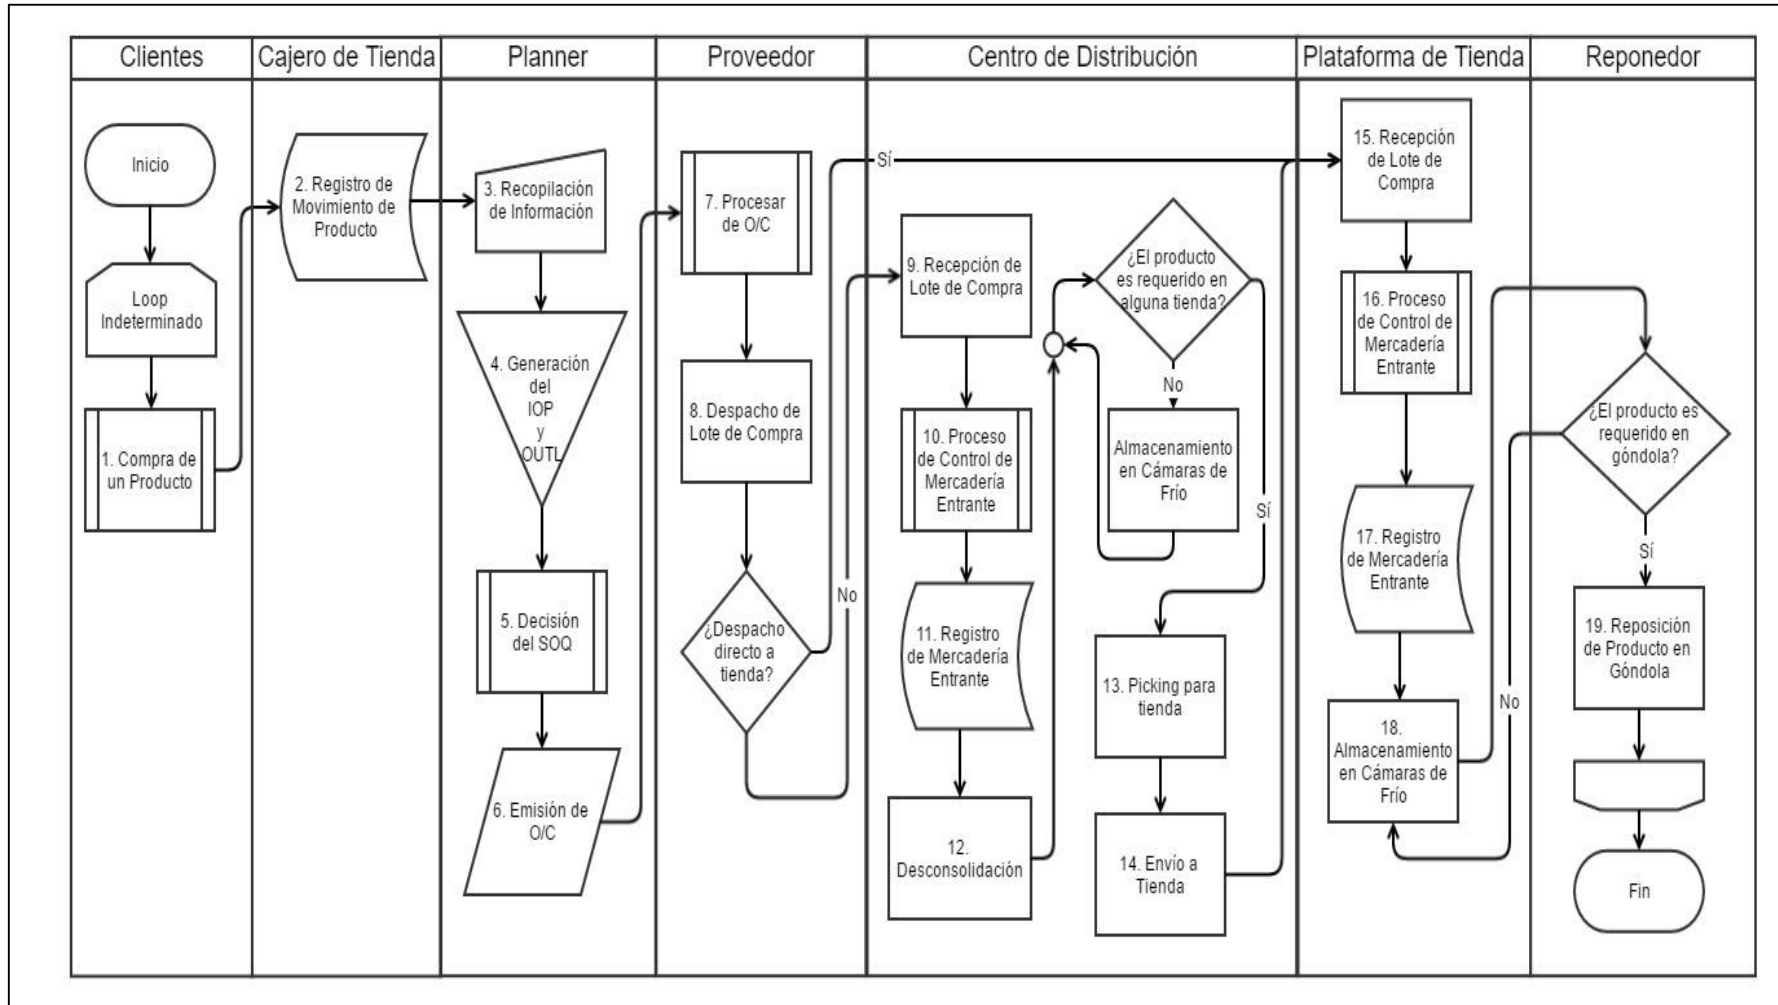 Clientes
Cajero de Tienda
Planner
Proveedor
Centro de Distribución
Plataforma de Tienda
Reponedor
Inicio
Loop
Indeterminado
1. Compra de
un Producto
2. Registro de
Movimiento de
Producto
3. Recopilación
de Información
4. Generación
del
IOP
y
OUTL
5. Decisión
del SOQ
6. Emisión de
O/C
7. Procesar
de O/C
8. Despacho de
Lote de Compra
¿Despacho
directo a
tienda?
Sí
No
9. Recepción de
Lote de Compra
10. Proceso
de Control de
Mercadería
Entrante
11. Registro
de Mercadería
Entrante
12.
Desconsolidación
¿El producto
es requerido en
alguna tienda?
No
Almacenamiento
en Cámaras de
Frío
Sí
13. Picking para
tienda
14. Envío a
Tienda
15. Recepción
de Lote de
Compra
16. Proceso
de Control de
Mercadería
Entrante
17. Registro
de Mercadería
Entrante
18.
Almacenamiento
en Cámaras de
Frío
¿El producto es
requerido en
góndola?
No
Sí
19. Reposición
de Producto en
Góndola
Fin